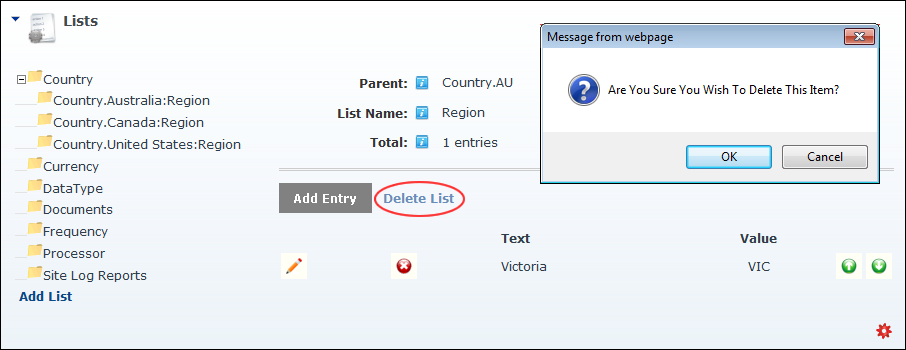 Lists
Country
Country.Australia:Region
Country.Canada:Region
Country.United States:Region
Currency
DataType
Documents
Frequency
Processor
Site Log Reports
Add List
Parent: Country.AU
List Name: Region
Total: 1 entries
Add Entry Delete List
Text Value
Victoria VIC
Message from webpage
Are You Sure You Wish To Delete This Item?
OK Cancel